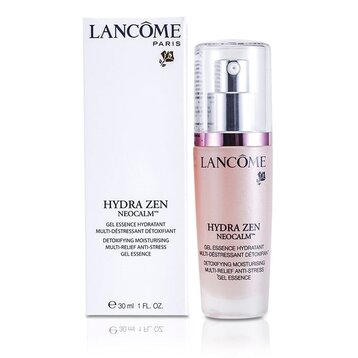 LANCÔME
PARIS
HYDRA ZEN
NEOCALM™
GEL ESSENCE HYDRATANT
MULTI-DÉSTRESSANT DÉTOXIFIANT
DETOXIFYING MOISTURISING
MULTI-RELIEF ANTI-STRESS
GEL ESSENCE
℮ 30 ml 1 FL. OZ.
LANCÔME
HYDRA ZEN
NEOCALM™
GEL ESSENCE HYDRATANT
MULTI-DÉSTRESSANT DÉTOXIFIANT
DETOXIFYING MOISTURISING
MULTI-RELIEF ANTI-STRESS
GEL ESSENCE